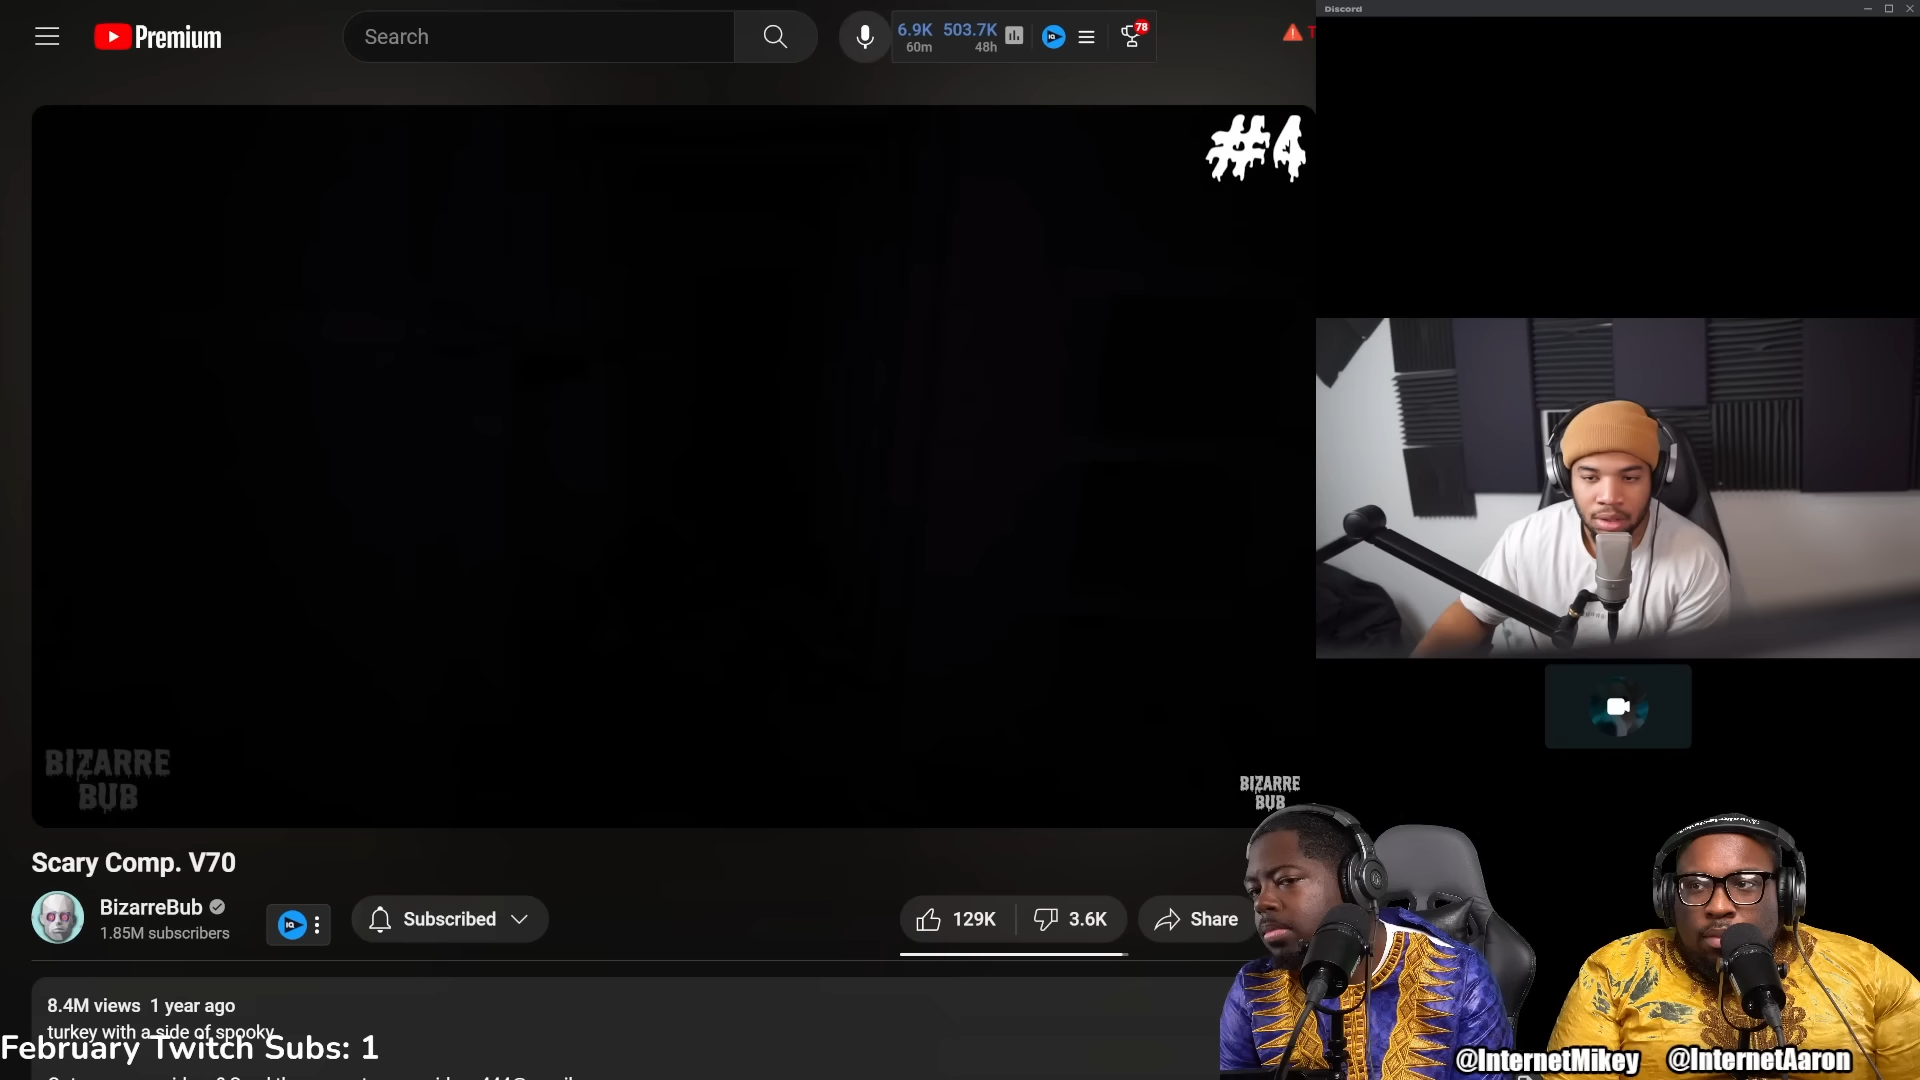 Discord
Premium
Search
6.9K 503.7K
60m 48h
78
#4
BIZARRE
BUB
BIZARRE
BUB
Scary Comp. V70
BizarreBub
1.85M subscribers
IQ
Subscribed
129K
3.6K
Share
8.4M views 1 year ago
turkey with a side of spooky
February Twitch Subs: 1
@InternetMikey
@InternetAaron